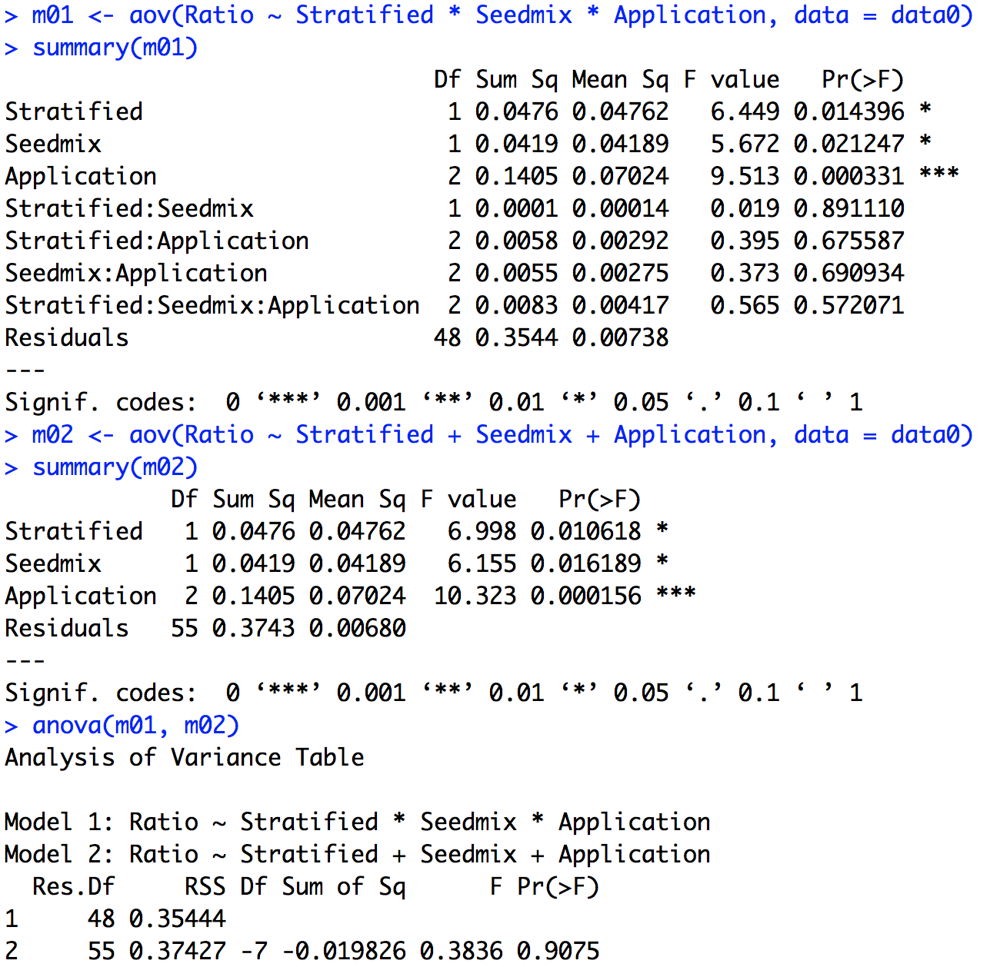 > m01 <- aov(Ratio ~ Stratified * Seedmix * Application, data = data0)
> summary(m01)
                               Df Sum Sq Mean Sq F value   Pr(>F)
Stratified                      1 0.0476 0.04762   6.449 0.014396 *
Seedmix                         1 0.0419 0.04189   5.672 0.021247 *
Application                     2 0.1405 0.07024   9.513 0.000331 ***
Stratified:Seedmix              1 0.0001 0.00014   0.019 0.891110
Stratified:Application          2 0.0058 0.00292   0.395 0.675587
Seedmix:Application             2 0.0055 0.00275   0.373 0.690934
Stratified:Seedmix:Application  2 0.0083 0.00417   0.565 0.572071
Residuals                      48 0.3544 0.00738
---
Signif. codes:  0 ‘***’ 0.001 ‘**’ 0.01 ‘*’ 0.05 ‘.’ 0.1 ‘ ’ 1
> m02 <- aov(Ratio ~ Stratified + Seedmix + Application, data = data0)
> summary(m02)
            Df Sum Sq Mean Sq F value   Pr(>F)
Stratified   1 0.0476 0.04762   6.998 0.010618 *
Seedmix      1 0.0419 0.04189   6.155 0.016189 *
Application  2 0.1405 0.07024  10.323 0.000156 ***
Residuals   55 0.3743 0.00680
---
Signif. codes:  0 ‘***’ 0.001 ‘**’ 0.01 ‘*’ 0.05 ‘.’ 0.1 ‘ ’ 1
> anova(m01, m02)
Analysis of Variance Table

Model 1: Ratio ~ Stratified * Seedmix * Application
Model 2: Ratio ~ Stratified + Seedmix + Application
  Res.Df     RSS Df Sum of Sq      F Pr(>F)
1     48 0.35444
2     55 0.37427 -7 -0.019826 0.3836 0.9075